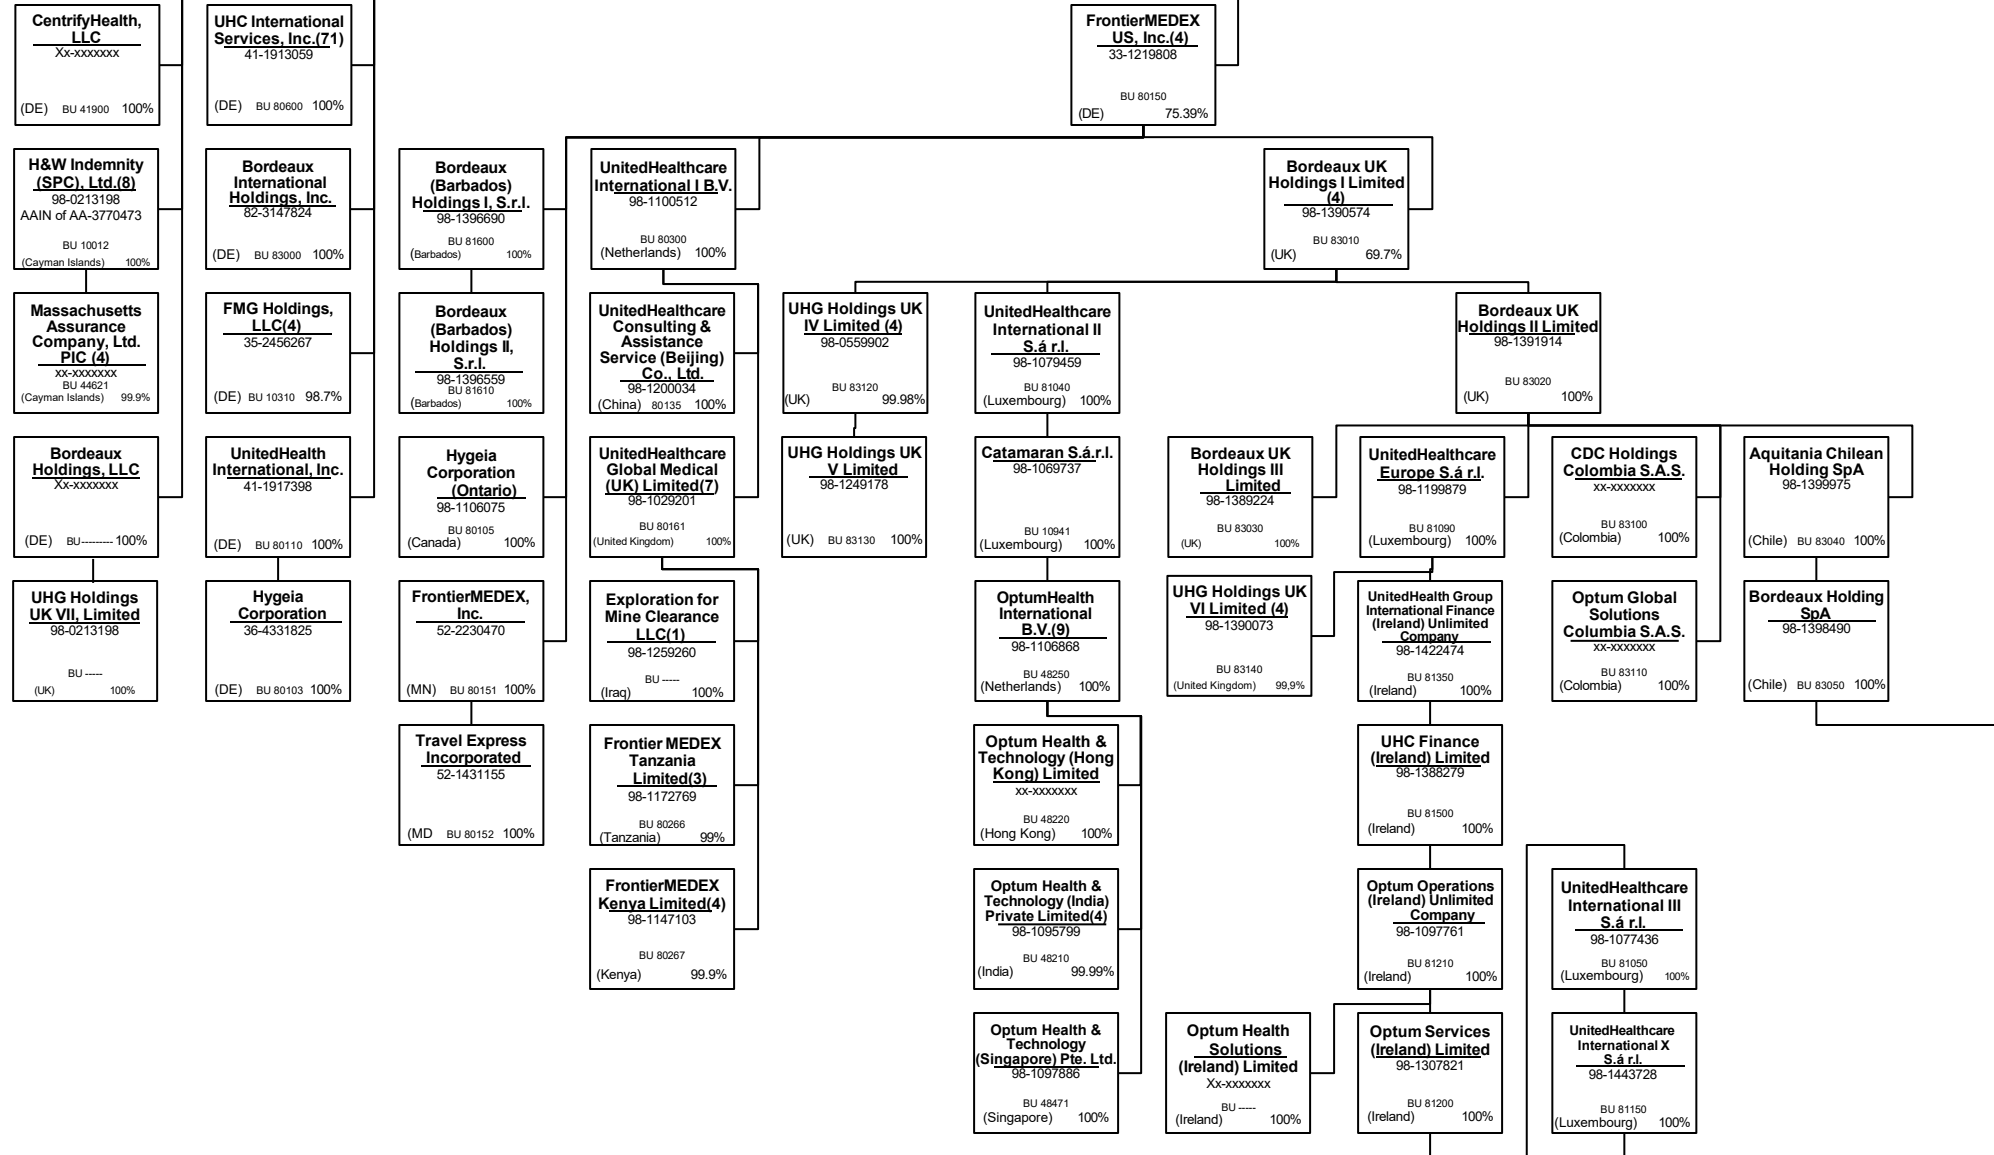 CentrifyHealth,
LLC
Xx-xxxxxxx
(DE) BU 41900 100%
UHC International
Services, Inc.(71)
41-1913059
(DE) BU 80600 100%
FrontierMEDEX
US, Inc.(4)
33-1219808
BU 80150
(DE) 75.39%
H&W Indemnity
(SPC), Ltd.(8)
98-0213198
AAIN of AA-3770473
BU 10012
(Cayman Islands) 100%
Bordeaux
International
Holdings, Inc.
82-3147824
(DE) BU 83000 100%
Bordeaux
(Barbados)
Holdings I, S.r.l.
98-1396690
BU 81600
(Barbados) 100%
UnitedHealthcare
International I B.V.
98-1100512
BU 80300
(Netherlands) 100%
Bordeaux UK
Holdings I Limited
(4)
98-1390574
BU 83010
(UK) 69.7%
Massachusetts
Assurance
Company, Ltd.
PIC (4)
xx-xxxxxxx
BU 44621
(Cayman Islands) 99.9%
FMG Holdings,
LLC(4)
35-2456267
(DE) BU 10310 98.7%
Bordeaux
(Barbados)
Holdings II,
S.r.l.
98-1396559
BU 81610
(Barbados) 100%
UnitedHealthcare
Consulting &
Assistance
Service (Beijing)
Co., Ltd.
98-1200034
(China) 80135 100%
UHG Holdings UK
IV Limited (4)
98-0559902
BU 83120
(UK) 99.98%
UnitedHealthcare
International II
S.á r.l.
98-1079459
BU 81040
(Luxembourg) 100%
Bordeaux UK
Holdings II Limited
98-1391914
BU 83020
(UK) 100%
Bordeaux
Holdings, LLC
Xx-xxxxxxx
(DE) BU--------- 100%
UnitedHealth
International, Inc.
41-1917398
(DE) BU 80110 100%
Hygeia
Corporation
(Ontario)
98-1106075
BU 80105
(Canada) 100%
UnitedHealthcare
Global Medical
(UK) Limited(7)
98-1029201
BU 80161
(United Kingdom) 100%
UHG Holdings UK
V Limited
98-1249178
(UK) BU 83130 100%
Catamaran S.á.r.l.
98-1069737
BU 10941
(Luxembourg) 100%
Bordeaux UK
Holdings III
Limited
98-1389224
BU 83030
(UK) 100%
UnitedHealthcare
Europe S.á r.l.
98-1199879
BU 81090
(Luxembourg) 100%
CDC Holdings
Colombia S.A.S.
xx-xxxxxxx
BU 83100
(Colombia) 100%
Aquitania Chilean
Holding SpA
98-1399975
(Chile) BU 83040 100%
UHG Holdings
UK VII, Limited
98-0213198
BU -----
(UK) 100%
Hygeia
Corporation
36-4331825
(DE) BU 80103 100%
FrontierMEDEX,
Inc.
52-2230470
(MN) BU 80151 100%
Exploration for
Mine Clearance
LLC(1)
98-1259260
BU -----
(Iraq) 100%
OptumHealth
International
B.V.(9)
98-1106868
BU 48250
(Netherlands) 100%
UHG Holdings UK
VI Limited (4)
98-1390073
BU 83140
(United Kingdom) 99,9%
UnitedHealth Group
International Finance
(Ireland) Unlimited
Company
98-1422474
BU 81350
(Ireland) 100%
Optum Global
Solutions
Columbia S.A.S.
xx-xxxxxxx
BU 83110
(Colombia) 100%
Bordeaux Holding
SpA
98-1398490
(Chile) BU 83050 100%
Travel Express
Incorporated
52-1431155
(MD BU 80152 100%
Frontier MEDEX
Tanzania
Limited(3)
98-1172769
BU 80266
(Tanzania) 99%
Optum Health &
Technology (Hong
Kong) Limited
xx-xxxxxxx
BU 48220
(Hong Kong) 100%
UHC Finance
(Ireland) Limited
98-1388279
BU 81500
(Ireland) 100%
FrontierMEDEX
Kenya Limited(4)
98-1147103
BU 80267
(Kenya) 99.9%
Optum Health &
Technology (India)
Private Limited(4)
98-1095799
BU 48210
(India) 99.99%
Optum Operations
(Ireland) Unlimited
Company
98-1097761
BU 81210
(Ireland) 100%
UnitedHealthcare
International III
S.á r.l.
98-1077436
BU 81050
(Luxembourg) 100%
Optum Health &
Technology
(Singapore) Pte. Ltd.
98-1097886
BU 48471
(Singapore) 100%
Optum Health
Solutions
(Ireland) Limited
Xx-xxxxxxx
BU -----
(Ireland) 100%
Optum Services
(Ireland) Limited
98-1307821
BU 81200
(Ireland) 100%
UnitedHealthcare
International X
S.á r.l.
98-1443728
BU 81150
(Luxembourg) 100%